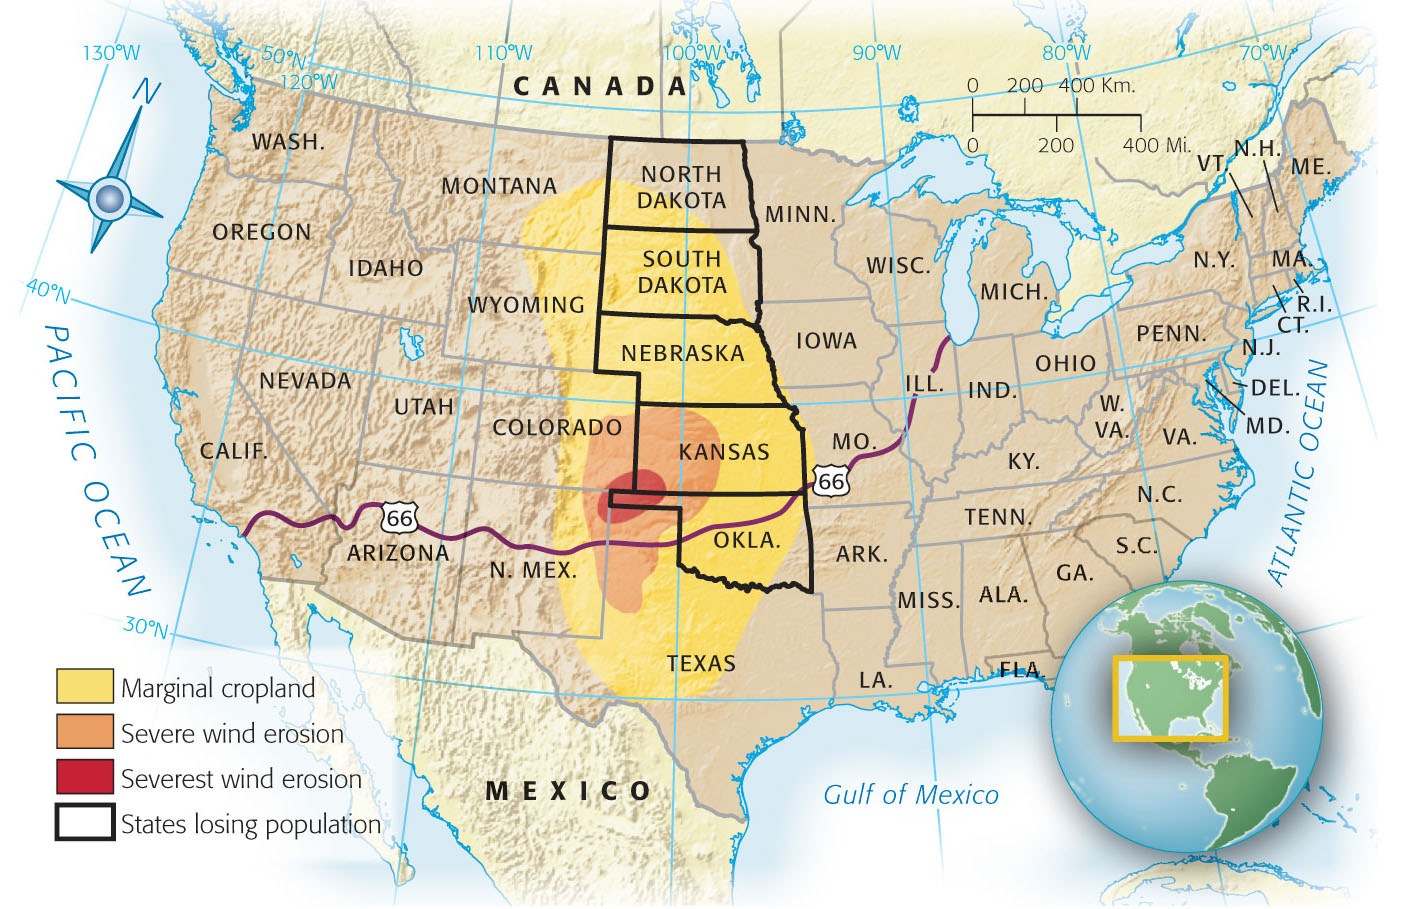 130°W
50°N
120°W
110°W
100°W
90°W
80°W
70°W
N
CANADA
0 200 400 Km.
0 200 400 Mi.
WASH.
MONTANA
NORTH
DAKOTA
MINN.
VT.
N.H.
ME.
OREGON
IDAHO
SOUTH
DAKOTA
WISC.
MICH.
N.Y.
MA.
R.I.
CT.
40°N
WYOMING
NEBRASKA
IOWA
PENN.
N.J.
OHIO
ILL.
IND.
DEL.
MD.
NEVADA
UTAH
COLORADO
KANSAS
MO.
W.
VA.
VA.
KY.
CALIF.
PACIFIC OCEAN
ATLANTIC OCEAN
66
66
ARIZONA
N. MEX.
OKLA.
ARK.
TENN.
N.C.
S.C.
MISS.
ALA.
GA.
30°N
TEXAS
LA.
FLA.
MEXICO
Gulf of Mexico
Marginal cropland
Severe wind erosion
Severest wind erosion
States losing population